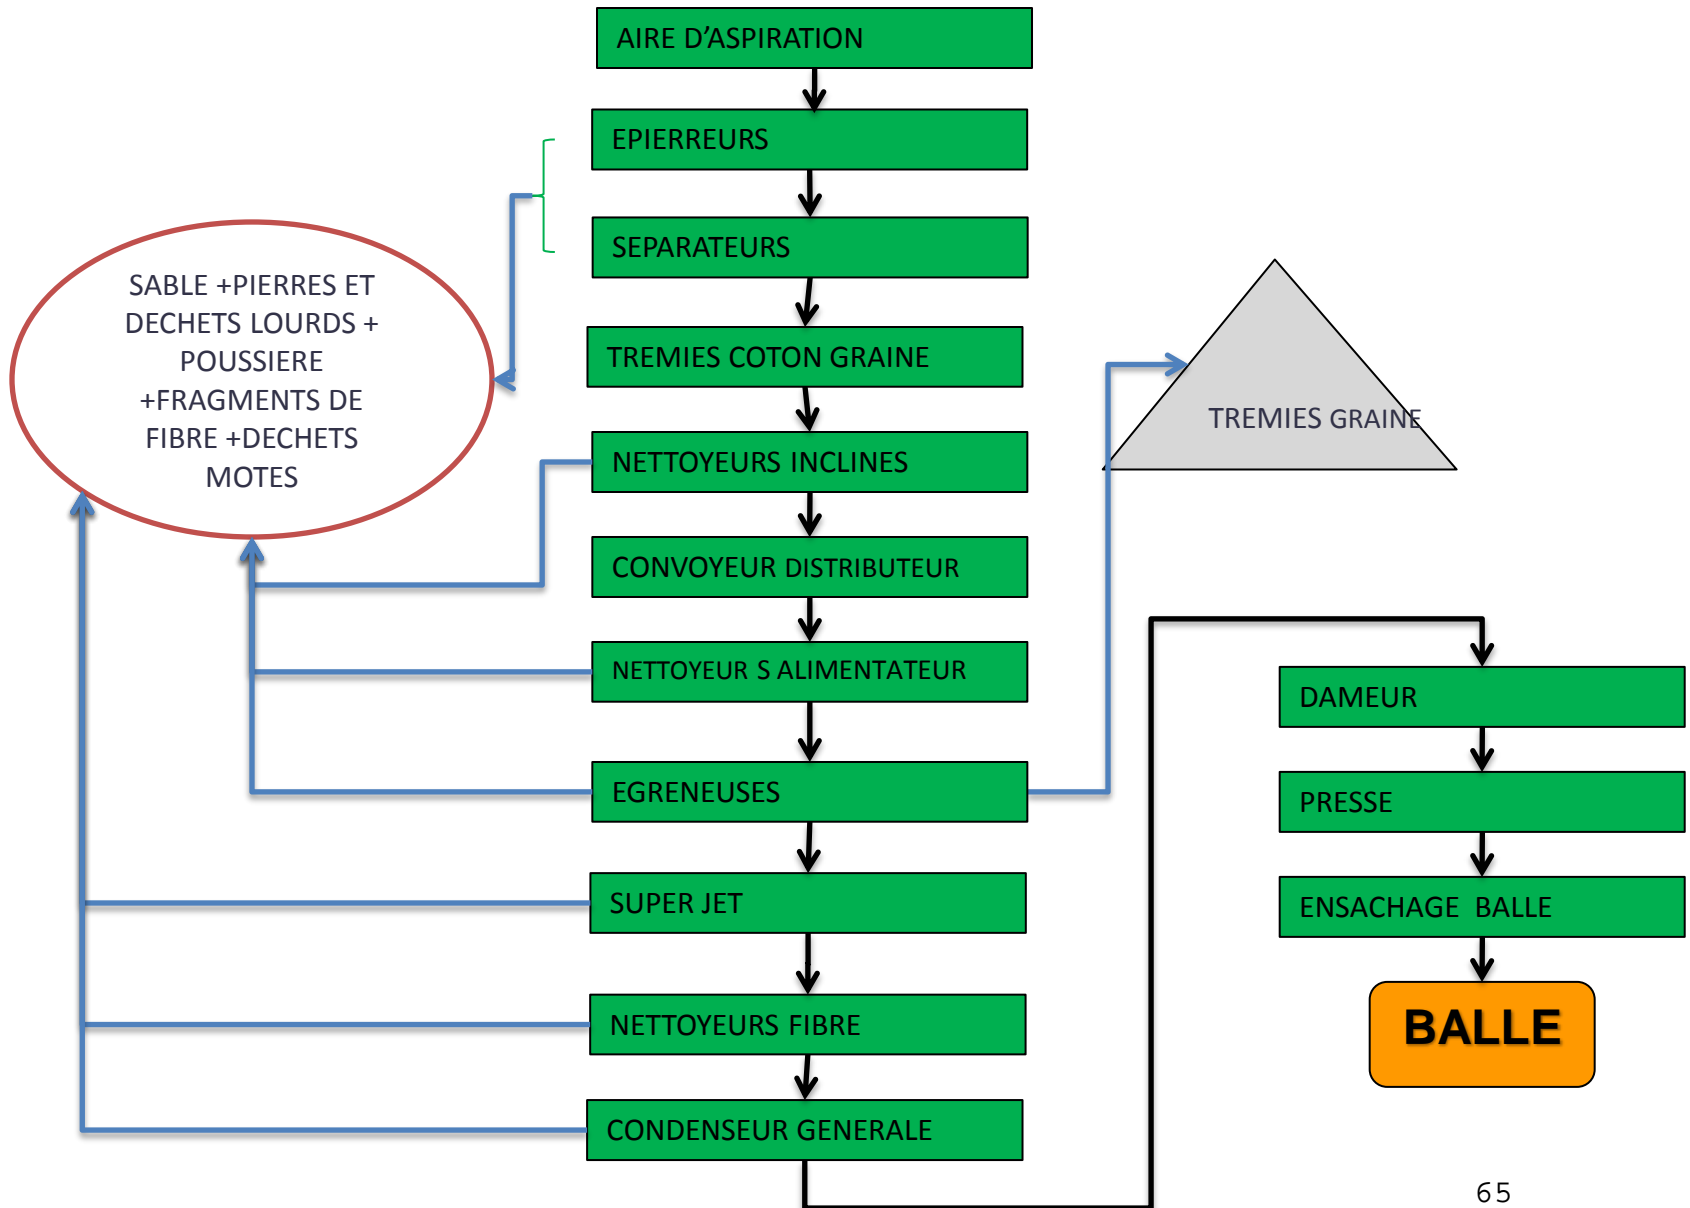 AIRE D’ASPIRATION
EPIERREURS
SEPARATEURS
SABLE +PIERRES ET
DECHETS LOURDS +
POUSSIERE
+FRAGMENTS DE
FIBRE +DECHETS
MOTES
TREMIES COTON GRAINE
TREMIES GRAINE
NETTOYEURS INCLINES
CONVOYEUR DISTRIBUTEUR
NETTOYEUR S ALIMENTATEUR
EGRENEUSES
SUPER JET
NETTOYEURS FIBRE
CONDENSEUR GENERALE
DAMEUR
PRESSE
ENSACHAGE BALLE
BALLE
65